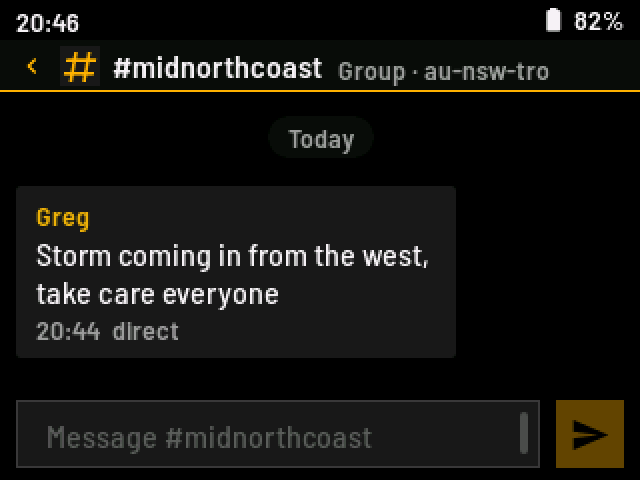 20:46 82%
#midnorthcoast Group · au-nsw-tro
Today
Greg
Storm coming in from the west,
take care everyone
20:44 direct
Message #midnorthcoast